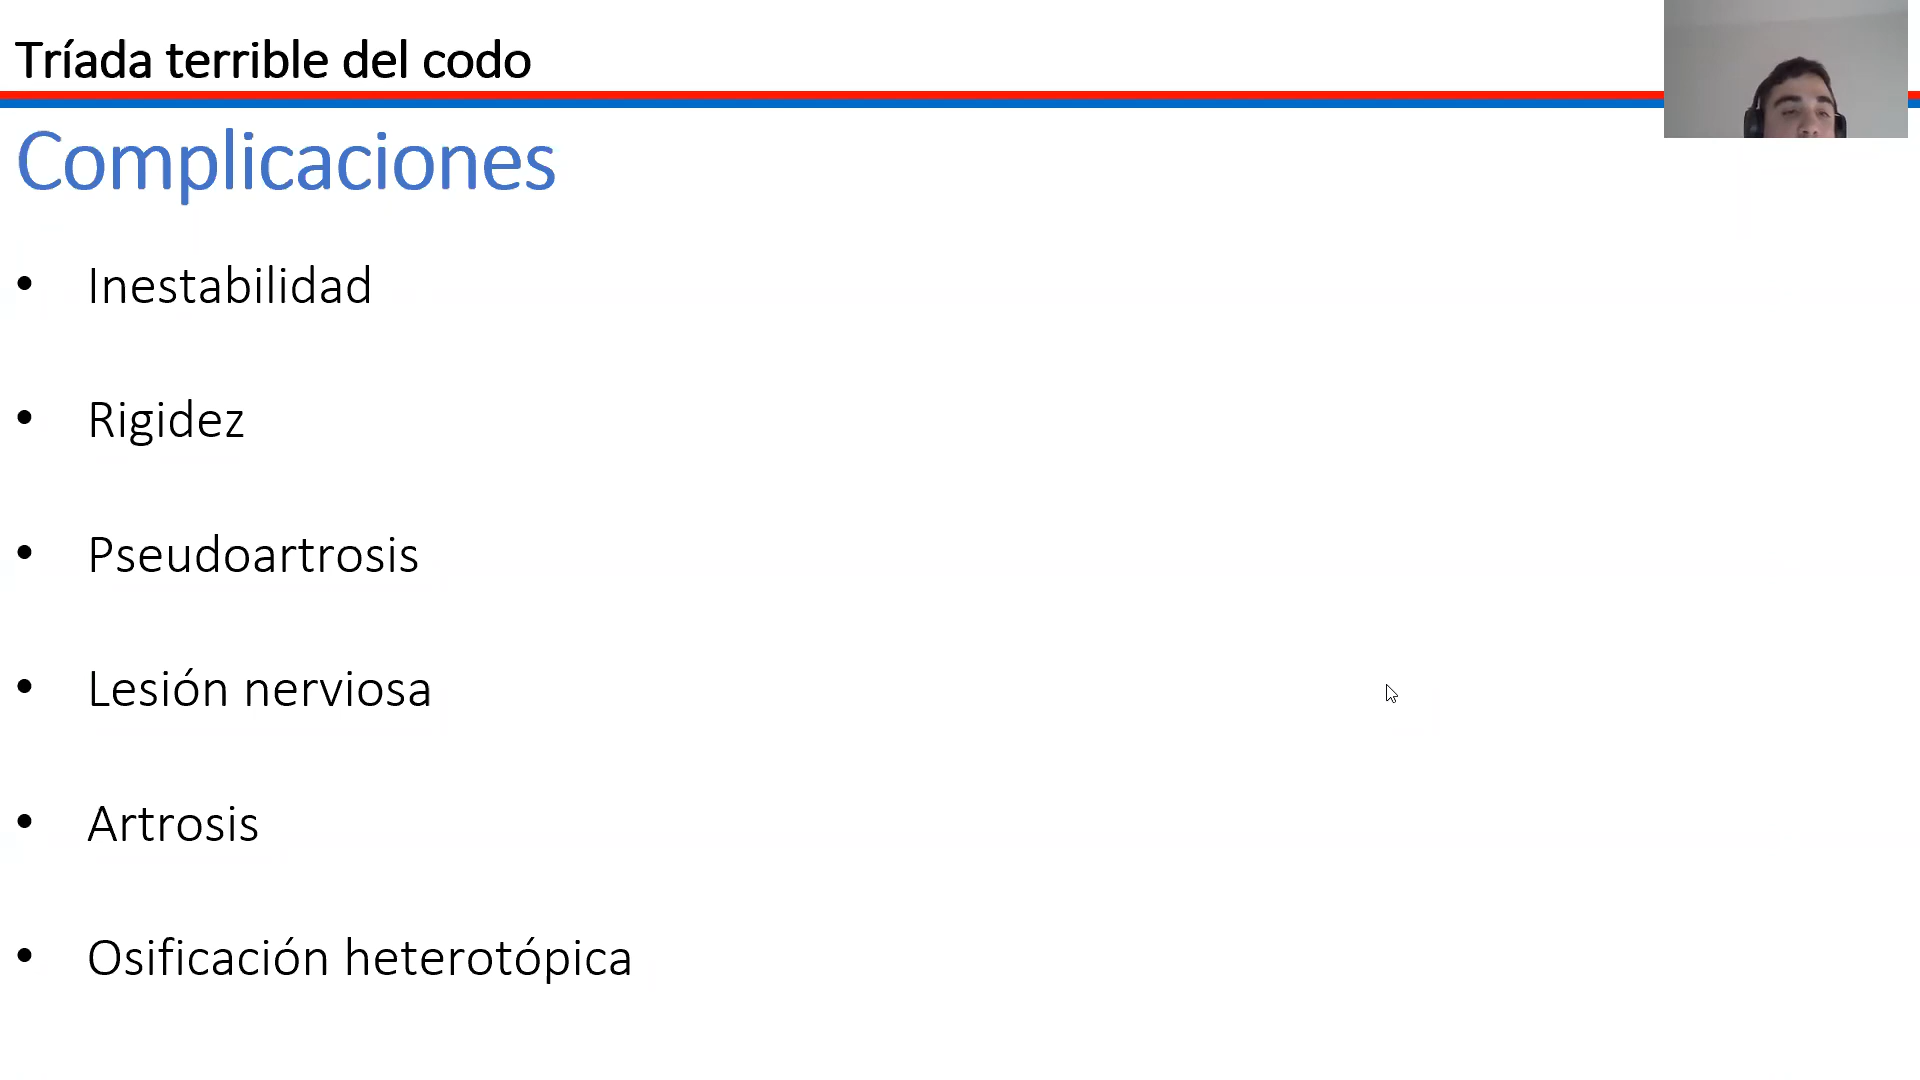 Tríada terrible del codo
Complicaciones
• Inestabilidad
• Rigidez
• Pseudoartrosis
• Lesión nerviosa
• Artrosis
• Osificación heterotópica